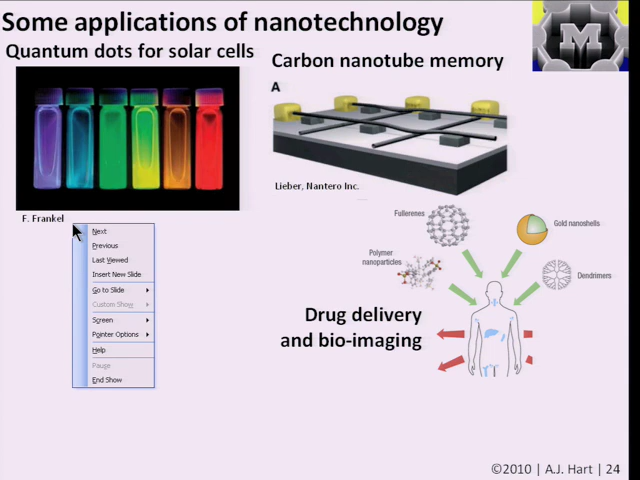 Some applications of nanotechnology
Quantum dots for solar cells
Carbon nanotube memory
M
A
Lieber, Nantero Inc.
F. Frankel
Next
Previous
Last Viewed
Insert New Slide
Go to Slide
Custom Show
Screen
Pointer Options
Help
Pause
End Show
Fullerenes
Gold nanoshells
Polymer
nanoparticles
Dendrimers
Drug delivery
and bio-imaging
©2010 | A.J. Hart | 24